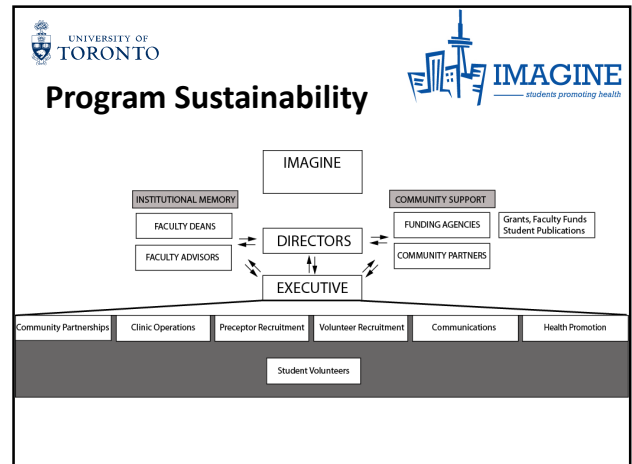 UNIVERSITY OF
TORONTO
IMAGINE
students promoting health
Program Sustainability
IMAGINE
INSTITUTIONAL MEMORY
COMMUNITY SUPPORT
FACULTY DEANS
FACULTY ADVISORS
DIRECTORS
EXECUTIVE
FUNDING AGENCIES
COMMUNITY PARTNERS
Grants, Faculty Funds
Student Publications
Community Partnerships
Clinic Operations
Preceptor Recruitment
Volunteer Recruitment
Communications
Health Promotion
Student Volunteers